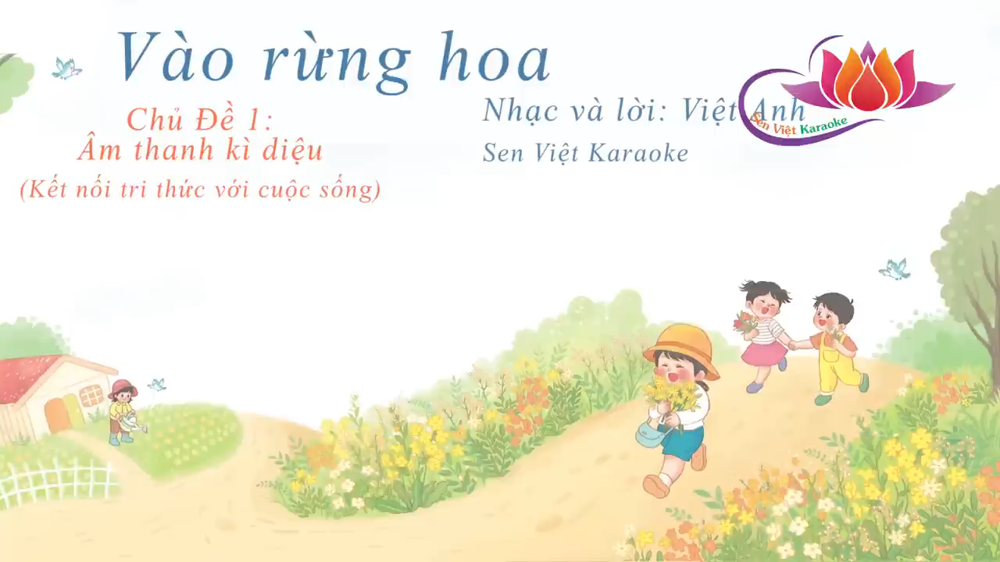 Vào rừng hoa
Chủ Đề 1:
Âm thanh kì diệu
(Kết nối tri thức với cuộc sống)
Nhạc và lời: Việt Anh
Sen Việt Karaoke
Sen Việt Karaoke